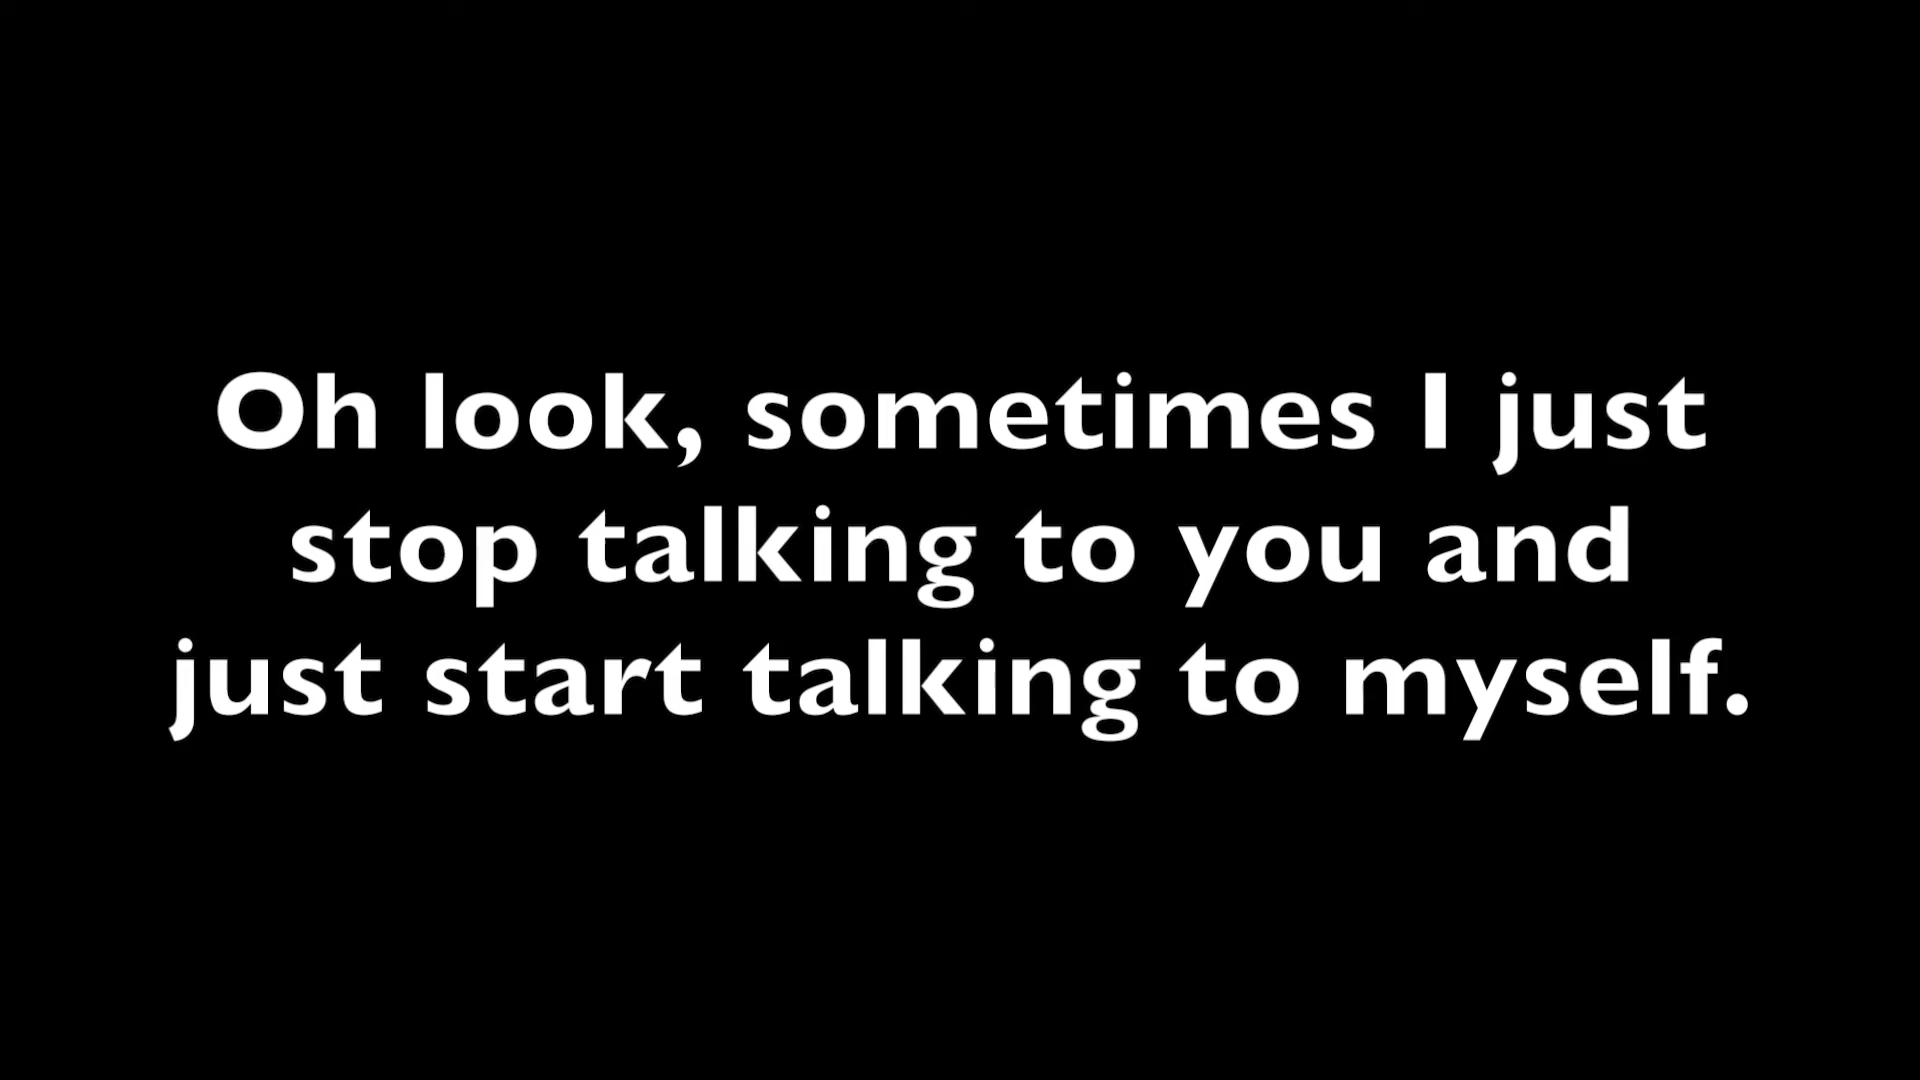 Oh look, sometimes I just
stop talking to you and
just start talking to myself.